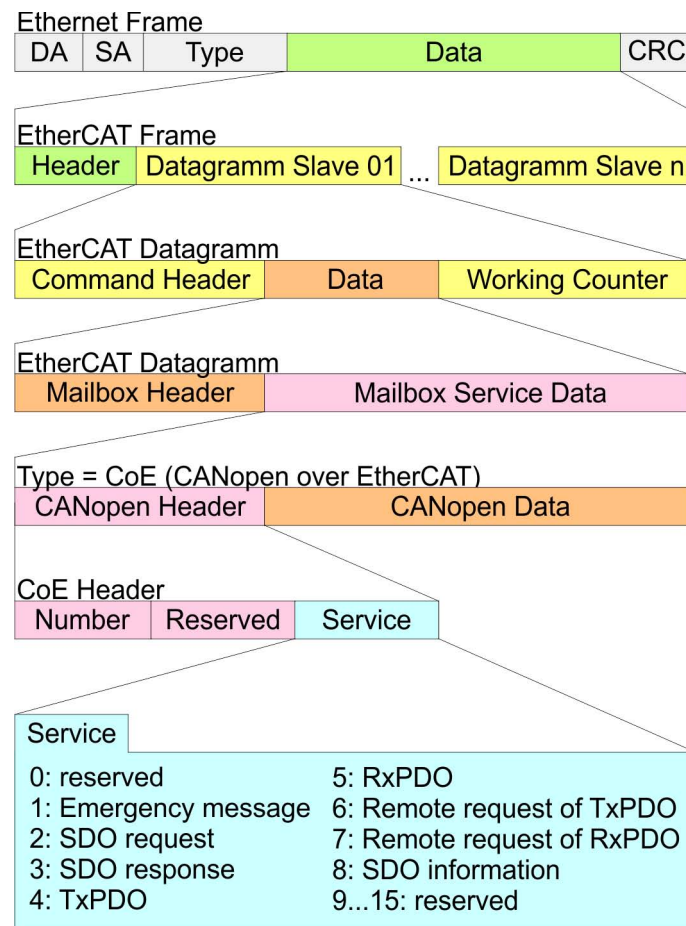 Ethernet Frame
DA SA Type Data CRC
EtherCAT Frame
Header Datagramm Slave 01 ... Datagramm Slave n
EtherCAT Datagramm
Command Header Data Working Counter
EtherCAT Datagramm
Mailbox Header Mailbox Service Data
Type = CoE (CANopen over EtherCAT)
CANopen Header CANopen Data
CoE Header
Number Reserved Service
Service
0: reserved
1: Emergency message
2: SDO request
3: SDO response
4: TxPDO
5: RxPDO
6: Remote request of TxPDO
7: Remote request of RxPDO
8: SDO information
9...15: reserved